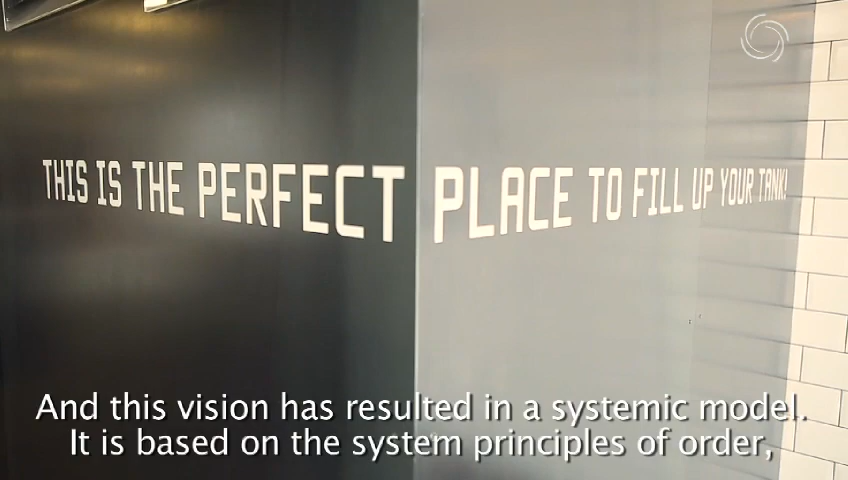 THIS IS THE PERFECT PLACE TO FILL UP YOUR TANK!
And this vision has resulted in a systemic model.
It is based on the system principles of order,